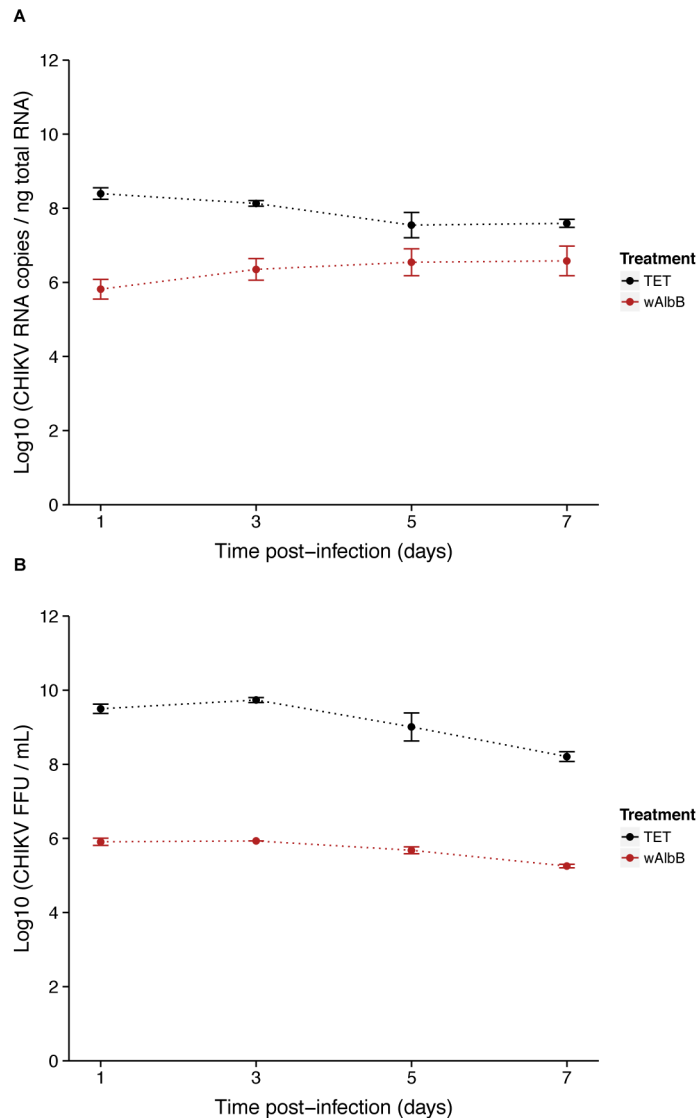 A
12
10
8
6
4
2
0
Log10 (CHIKV RNA copies / ng total RNA)
1 3 5 7
Time post−infection (days)
Treatment
TET
wAlbB
B
12
10
8
6
4
2
0
Log10 (CHIKV FFU / mL)
1 3 5 7
Time post−infection (days)
Treatment
TET
wAlbB